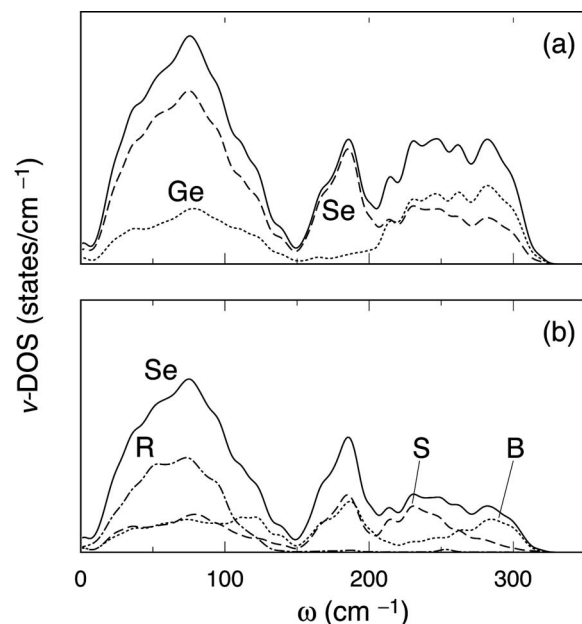 (a)
Ge
Se
v-DOS (states/cm⁻¹)
(b)
Se
R
S
B
0 100 200 300
ω (cm⁻¹)